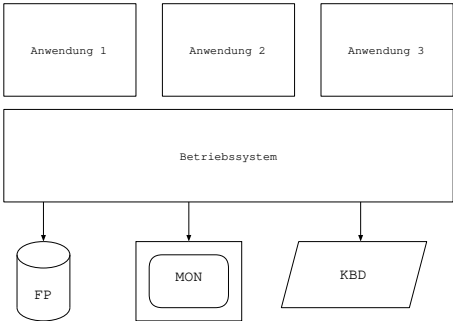 Anwendung 1
Anwendung 2
Anwendung 3
Betriebssystem
FP
MON
KBD